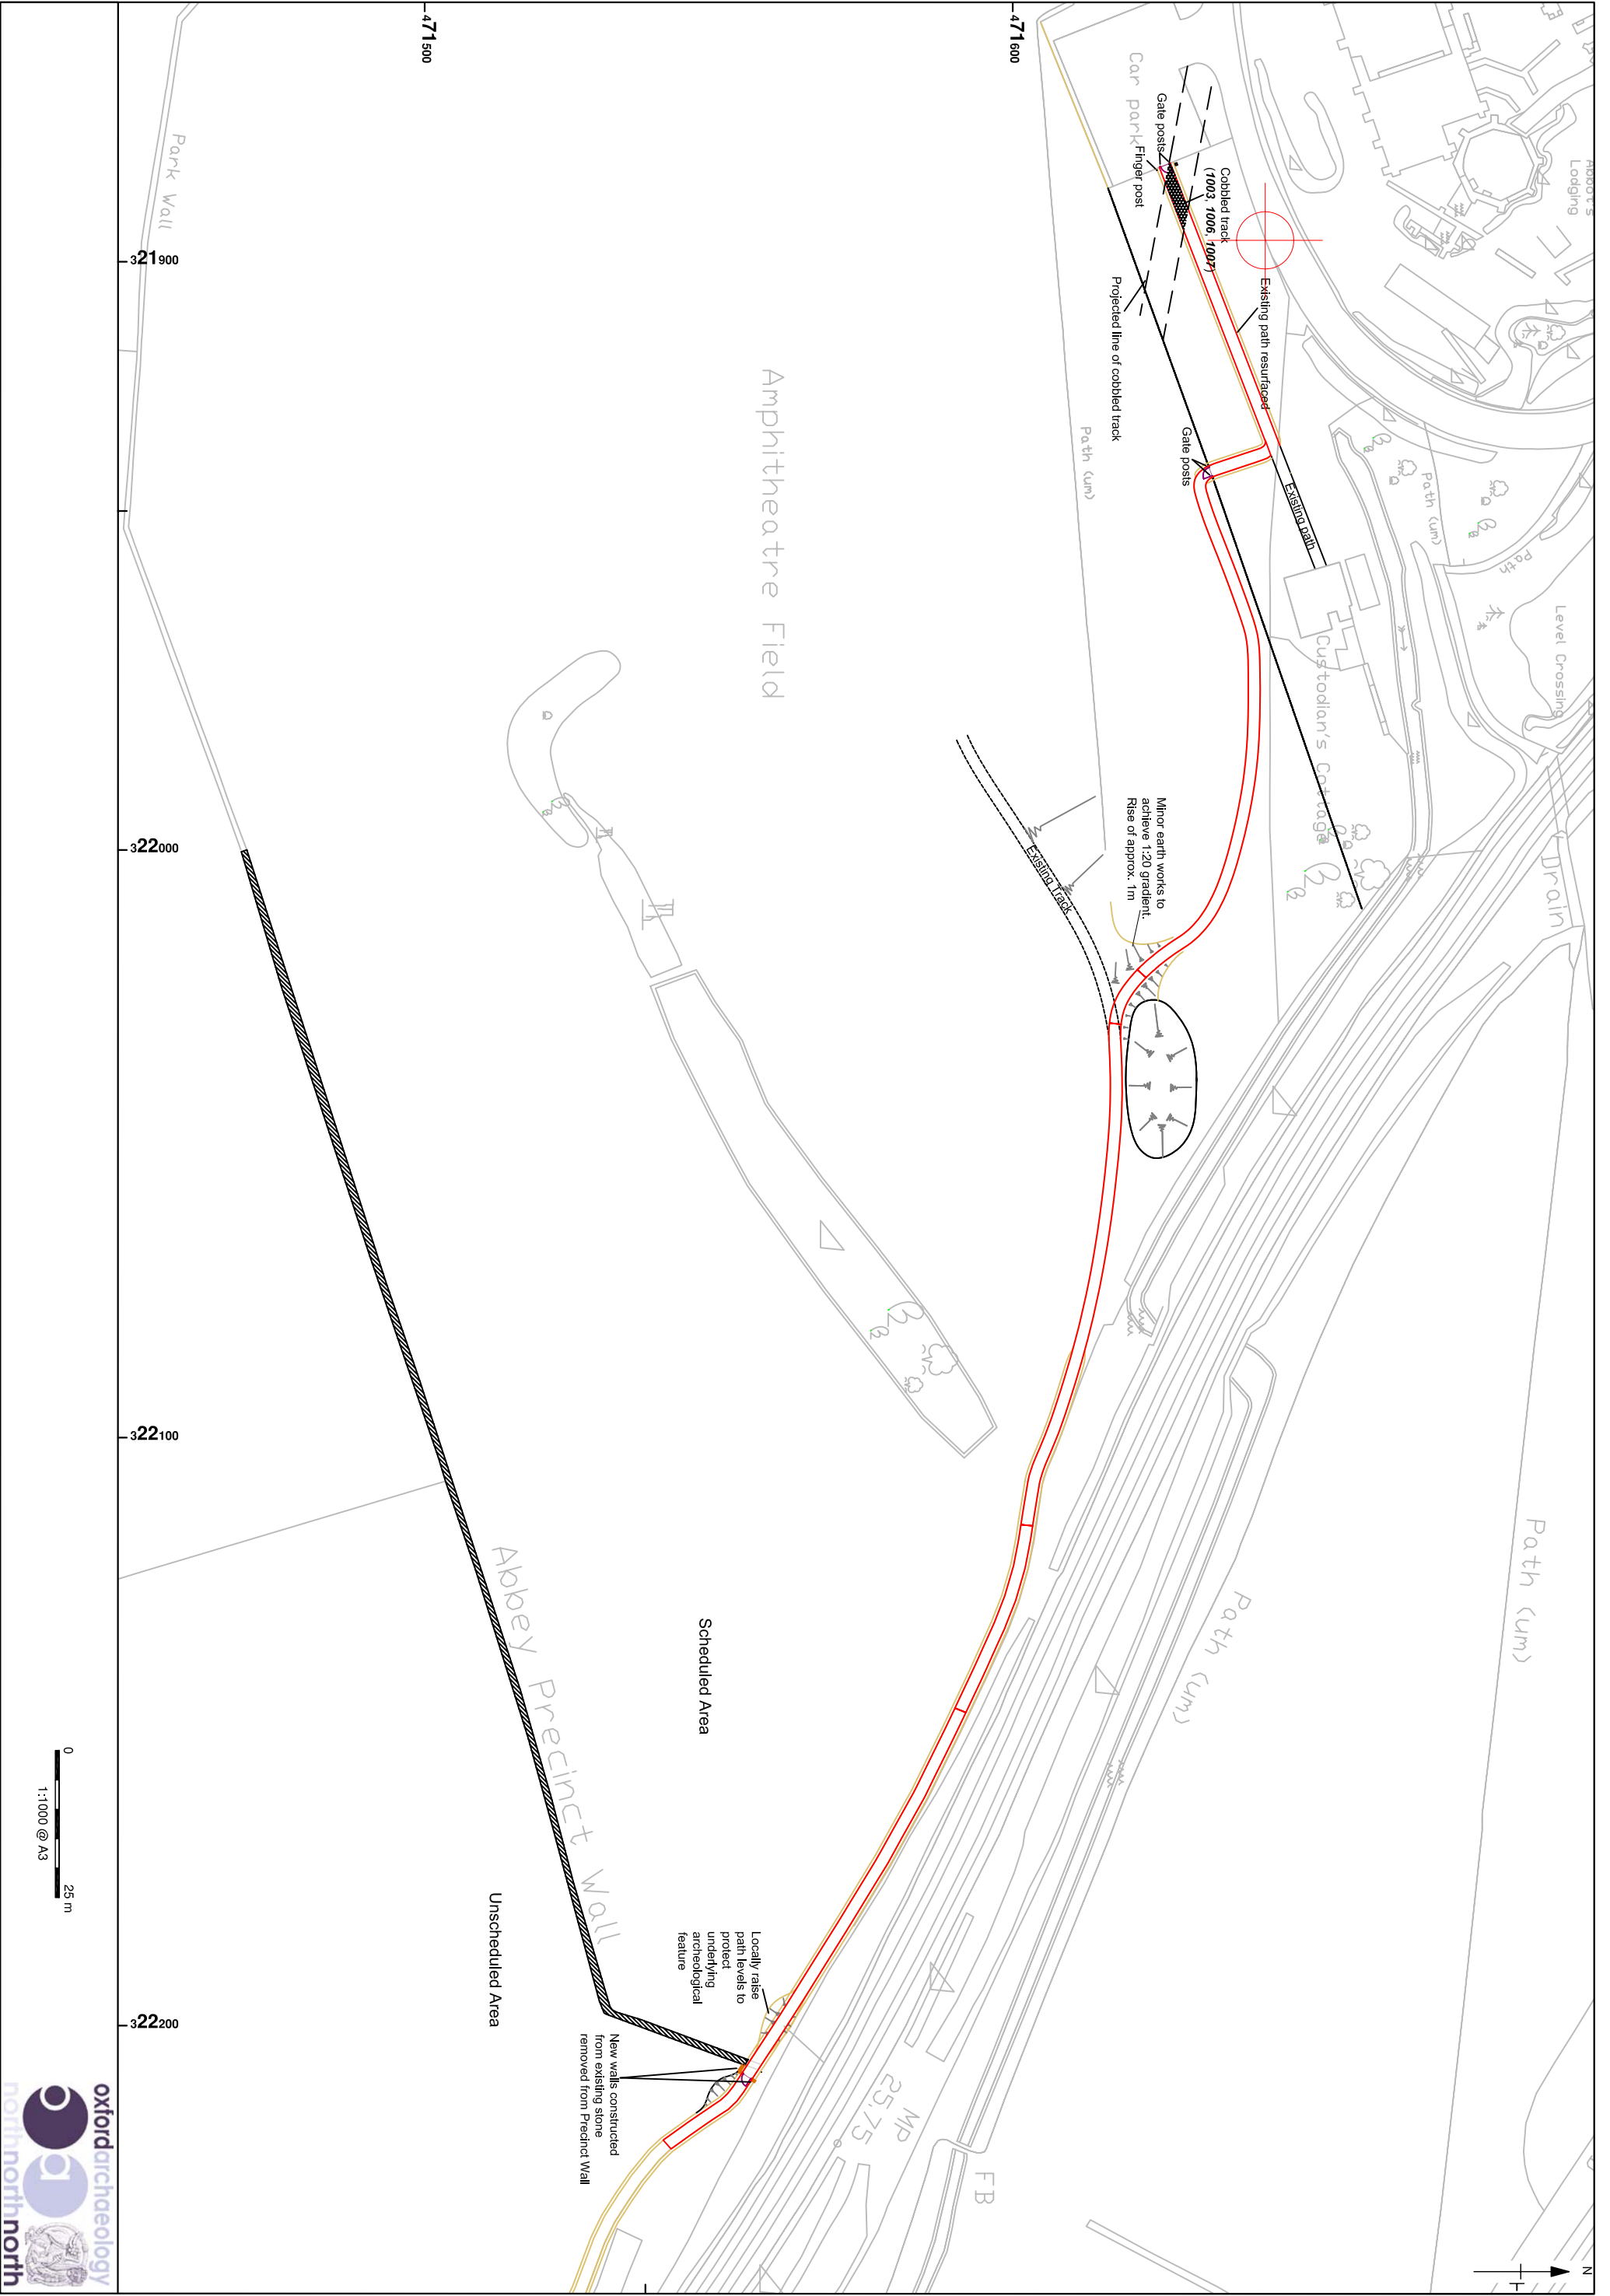 Abbot's
Lodging
Car park
Gate posts
Finger post
Cobbled track
(1003, 1006, 1007)
Existing path resurfaced
Projected line of cobbled track
Gate posts
Existing path
Path (um)
Path (um)
Path
Level Crossing
Custodian's Cottage
Drain
Park Wall
Amphitheatre Field
Minor earth works to
achieve 1:20 gradient.
Rise of approx. 1m
Existing Track
Path (um)
Path (um)
Abbey Precinct Wall
Scheduled Area
Unscheduled Area
Locally raise
path levels to
protect
underlying
archeological
feature
New walls constructed
from existing stone
removed from Precinct Wall
MP
25.75
FB
N
471600
471500
321900
322000
322100
322200
0
25 m
1:1000 @ A3
oxfordarchaeology
northnorthnorth